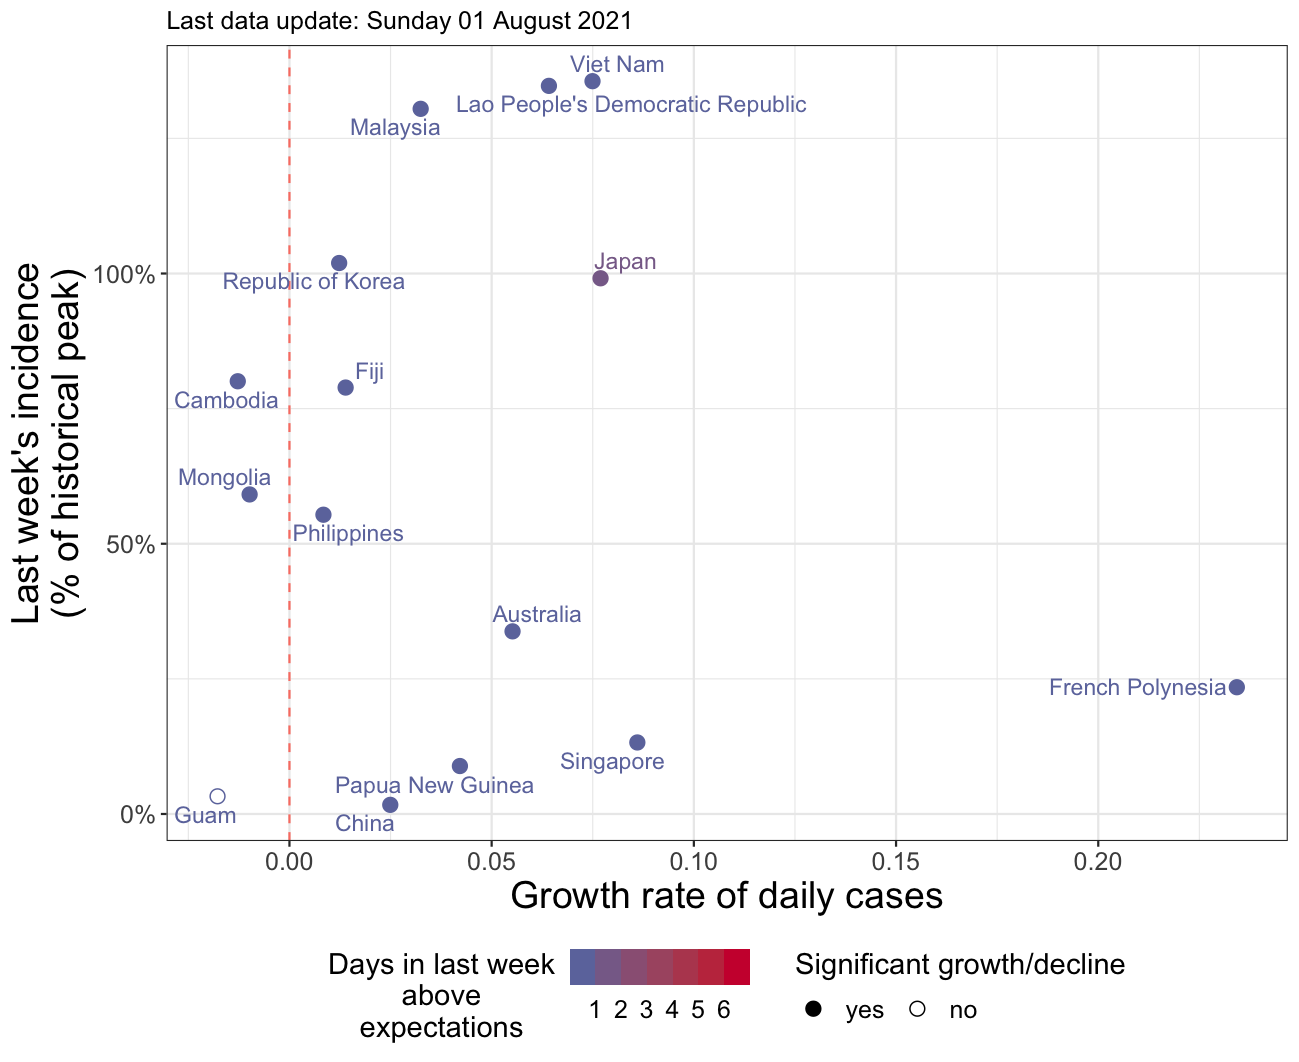 Last data update: Sunday 01 August 2021
Viet Nam
Lao People's Democratic Republic
Malaysia
Republic of Korea
Japan
Fiji
Cambodia
Mongolia
Philippines
Australia
French Polynesia
Singapore
Papua New Guinea
Guam
China
Last week's incidence
(% of historical peak)
100%
50%
0%
0.00 0.05 0.10 0.15 0.20
Growth rate of daily cases
Days in last week
above
expectations
1 2 3 4 5 6
Significant growth/decline
yes no